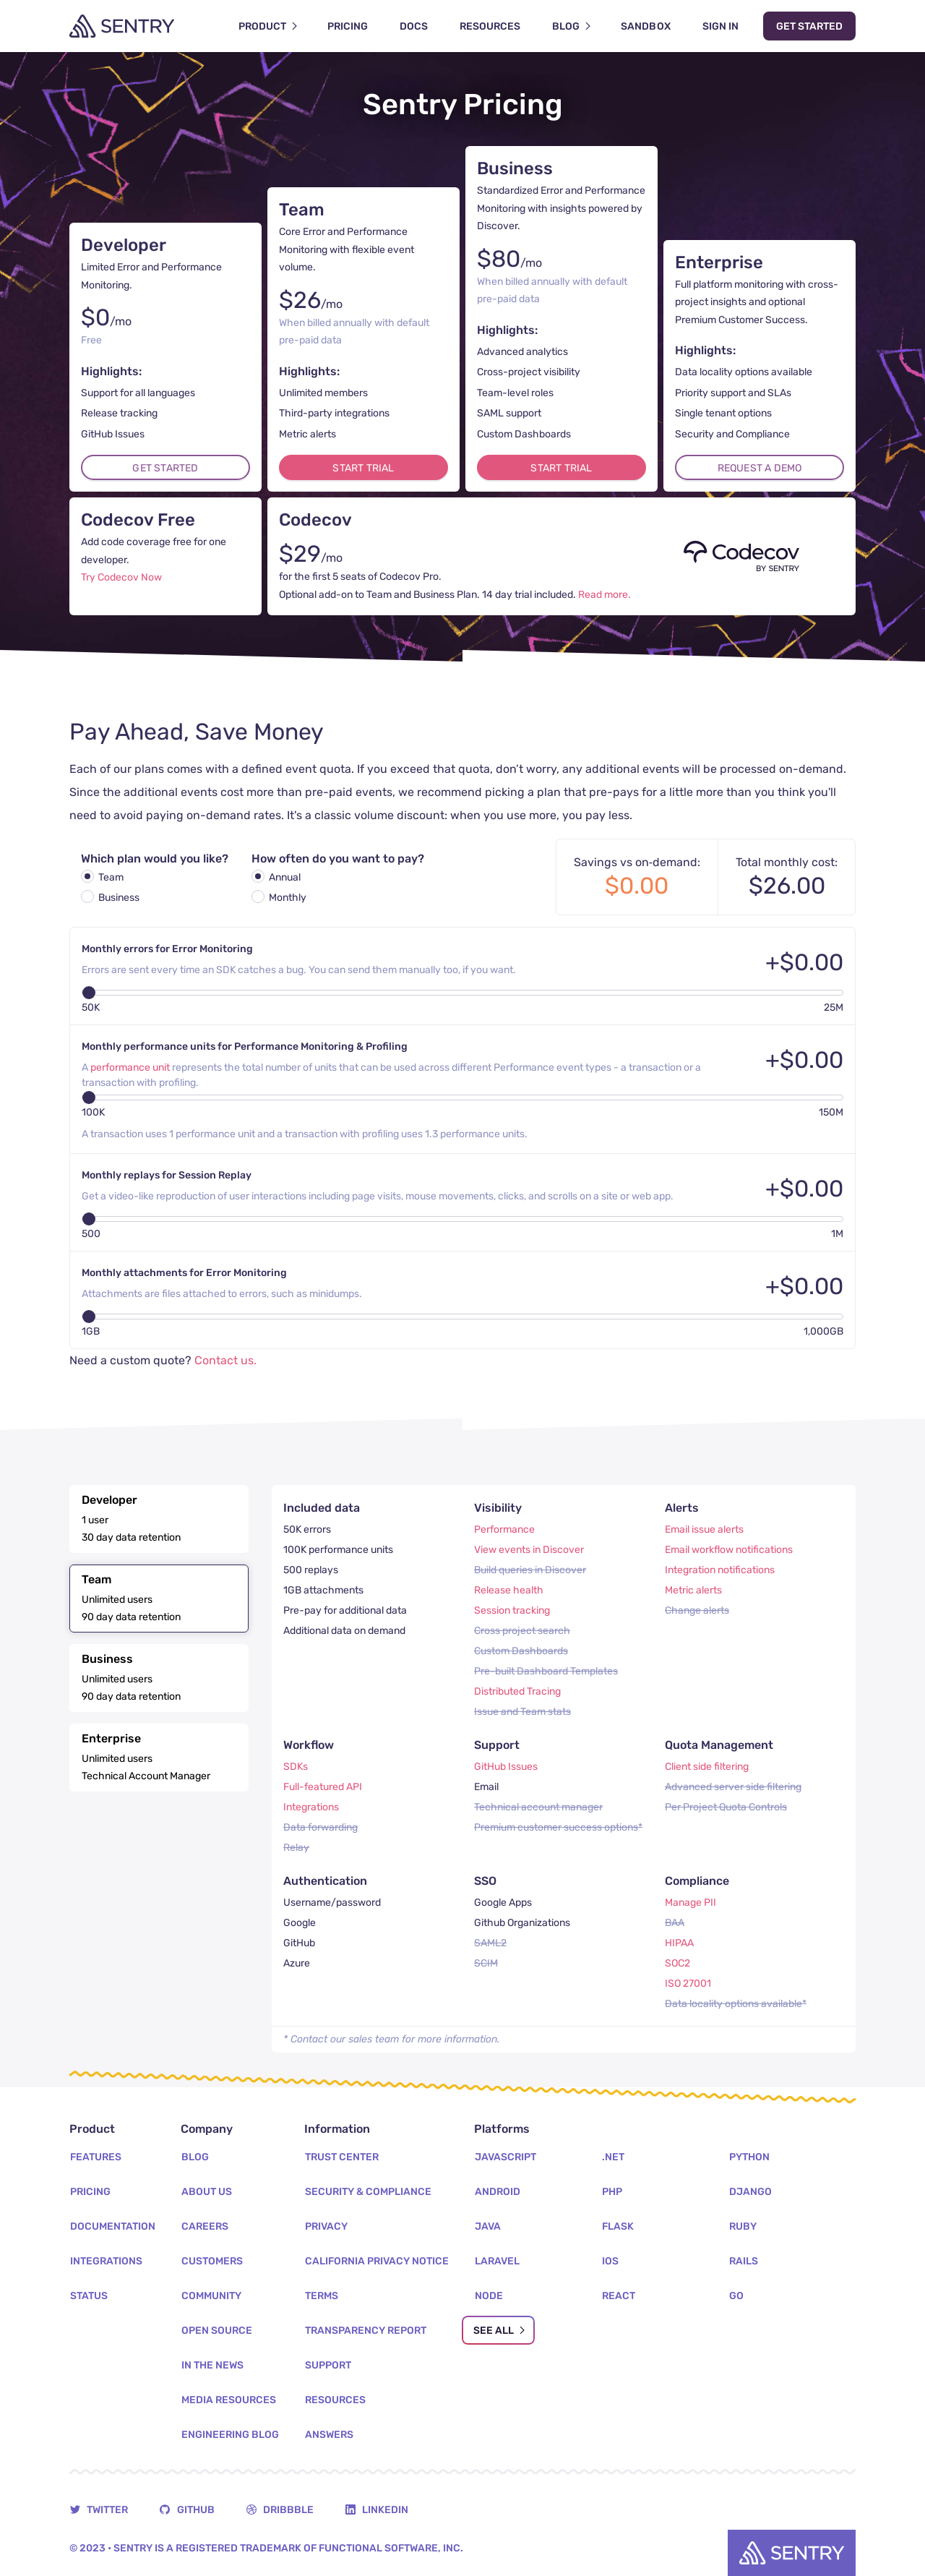 SENTRY
PRODUCT
PRICING
DOCS
RESOURCES
BLOG
SANDBOX
SIGN IN
GET STARTED
Sentry Pricing
Developer
Limited Error and Performance
Monitoring.
$0/mo
Free
Highlights:
Support for all languages
Release tracking
GitHub Issues
GET STARTED
Team
Core Error and Performance
Monitoring with flexible event
volume.
$26/mo
When billed annually with default
pre-paid data
Highlights:
Unlimited members
Third-party integrations
Metric alerts
START TRIAL
Business
Standardized Error and Performance
Monitoring with insights powered by
Discover.
$80/mo
When billed annually with default
pre-paid data
Highlights:
Advanced analytics
Cross-project visibility
Team-level roles
SAML support
Custom Dashboards
START TRIAL
Enterprise
Full platform monitoring with cross-
project insights and optional
Premium Customer Success.
Highlights:
Data locality options available
Priority support and SLAs
Single tenant options
Security and Compliance
REQUEST A DEMO
Codecov Free
Add code coverage free for one
developer.
Try Codecov Now
Codecov
$29/mo
for the first 5 seats of Codecov Pro.
Optional add-on to Team and Business Plan. 14 day trial included. Read more.
Codecov
BY SENTRY
Pay Ahead, Save Money
Each of our plans comes with a defined event quota. If you exceed that quota, don’t worry, any additional events will be processed on-demand.
Since the additional events cost more than pre-paid events, we recommend picking a plan that pre-pays for a little more than you think you'll
need to avoid paying on-demand rates. It's a classic volume discount: when you use more, you pay less.
Which plan would you like?
Team
Business
How often do you want to pay?
Annual
Monthly
Savings vs on-demand:
$0.00
Total monthly cost:
$26.00
Monthly errors for Error Monitoring
Errors are sent every time an SDK catches a bug. You can send them manually too, if you want.
+$0.00
50K
25M
Monthly performance units for Performance Monitoring & Profiling
A performance unit represents the total number of units that can be used across different Performance event types - a transaction or a
transaction with profiling.
+$0.00
100K
150M
A transaction uses 1 performance unit and a transaction with profiling uses 1.3 performance units.
Monthly replays for Session Replay
Get a video-like reproduction of user interactions including page visits, mouse movements, clicks, and scrolls on a site or web app.
+$0.00
500
1M
Monthly attachments for Error Monitoring
Attachments are files attached to errors, such as minidumps.
+$0.00
1GB
1,000GB
Need a custom quote? Contact us.
Developer
1 user
30 day data retention
Team
Unlimited users
90 day data retention
Business
Unlimited users
90 day data retention
Enterprise
Unlimited users
Technical Account Manager
Included data
50K errors
100K performance units
500 replays
1GB attachments
Pre-pay for additional data
Additional data on demand
Visibility
Performance
View events in Discover
Build queries in Discover
Release health
Session tracking
Cross project search
Custom Dashboards
Pre-built Dashboard Templates
Distributed Tracing
Issue and Team stats
Alerts
Email issue alerts
Email workflow notifications
Integration notifications
Metric alerts
Change alerts
Workflow
SDKs
Full-featured API
Integrations
Data forwarding
Relay
Support
GitHub Issues
Email
Technical account manager
Premium customer success options*
Quota Management
Client side filtering
Advanced server side filtering
Per Project Quota Controls
Authentication
Username/password
Google
GitHub
Azure
SSO
Google Apps
Github Organizations
SAML2
SCIM
Compliance
Manage PII
BAA
HIPAA
SOC2
ISO 27001
Data locality options available*
* Contact our sales team for more information.
Product
FEATURES
PRICING
DOCUMENTATION
INTEGRATIONS
STATUS
Company
BLOG
ABOUT US
CAREERS
CUSTOMERS
COMMUNITY
OPEN SOURCE
IN THE NEWS
MEDIA RESOURCES
ENGINEERING BLOG
Information
TRUST CENTER
SECURITY & COMPLIANCE
PRIVACY
CALIFORNIA PRIVACY NOTICE
TERMS
TRANSPARENCY REPORT
SUPPORT
RESOURCES
ANSWERS
Platforms
JAVASCRIPT
ANDROID
JAVA
LARAVEL
NODE
SEE ALL
.NET
PHP
FLASK
IOS
REACT
PYTHON
DJANGO
RUBY
RAILS
GO
TWITTER
GITHUB
DRIBBBLE
LINKEDIN
© 2023 • SENTRY IS A REGISTERED TRADEMARK OF FUNCTIONAL SOFTWARE, INC.
SENTRY